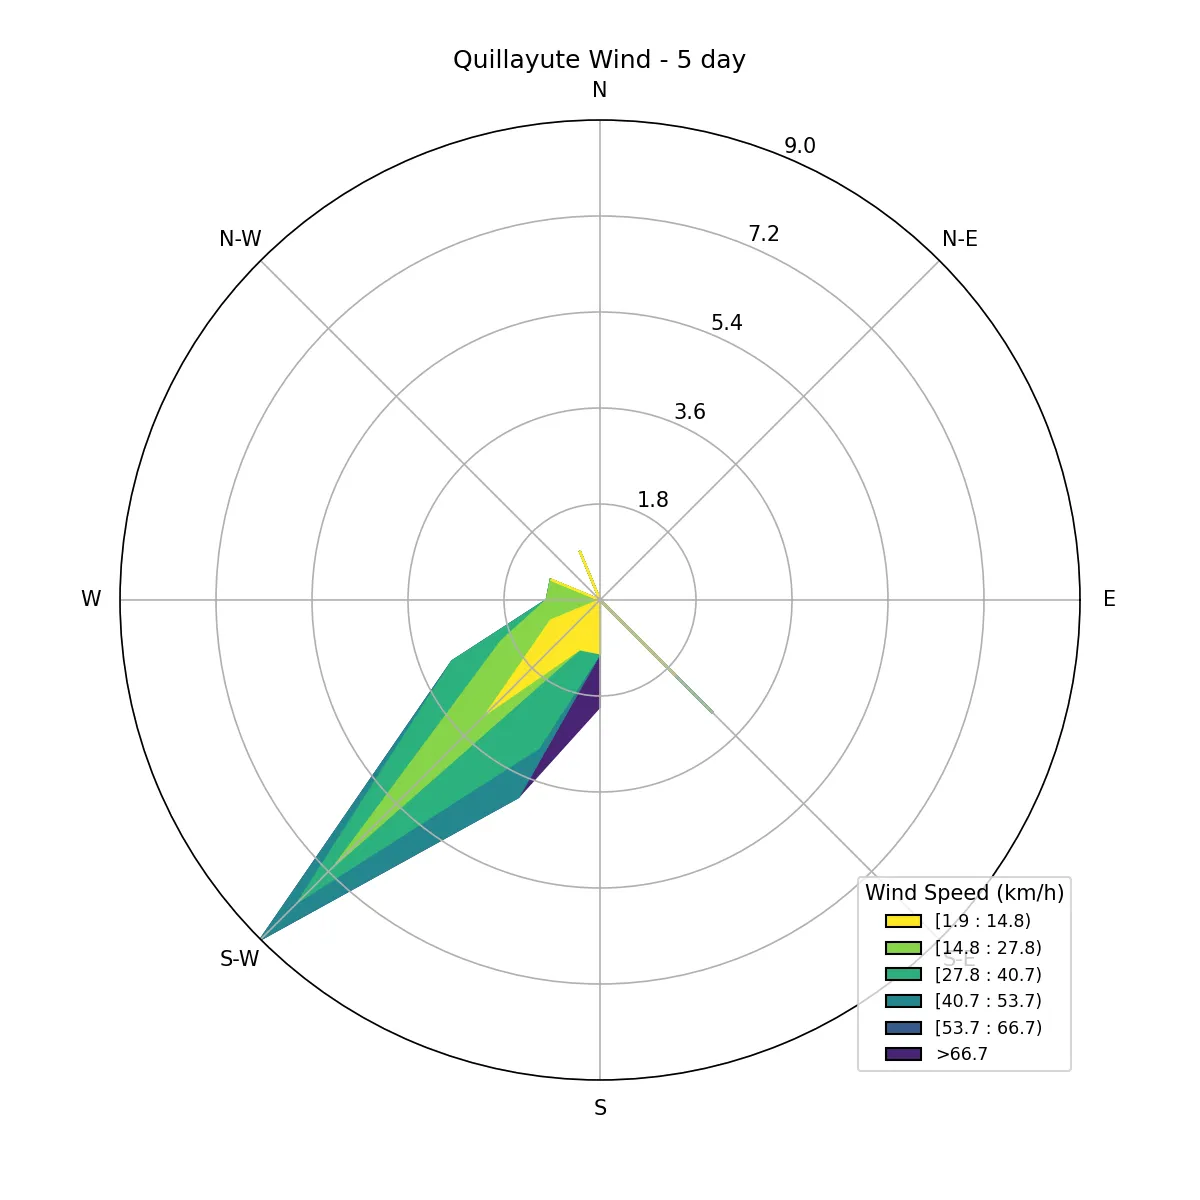 Quillayute Wind - 5 day
N
9.0
N-W
7.2
N-E
5.4
3.6
1.8
W
E
Wind Speed (km/h)
[1.9 : 14.8)
[14.8 : 27.8)
S-W
S-E
[27.8 : 40.7)
[40.7 : 53.7)
[53.7 : 66.7)
>66.7
S